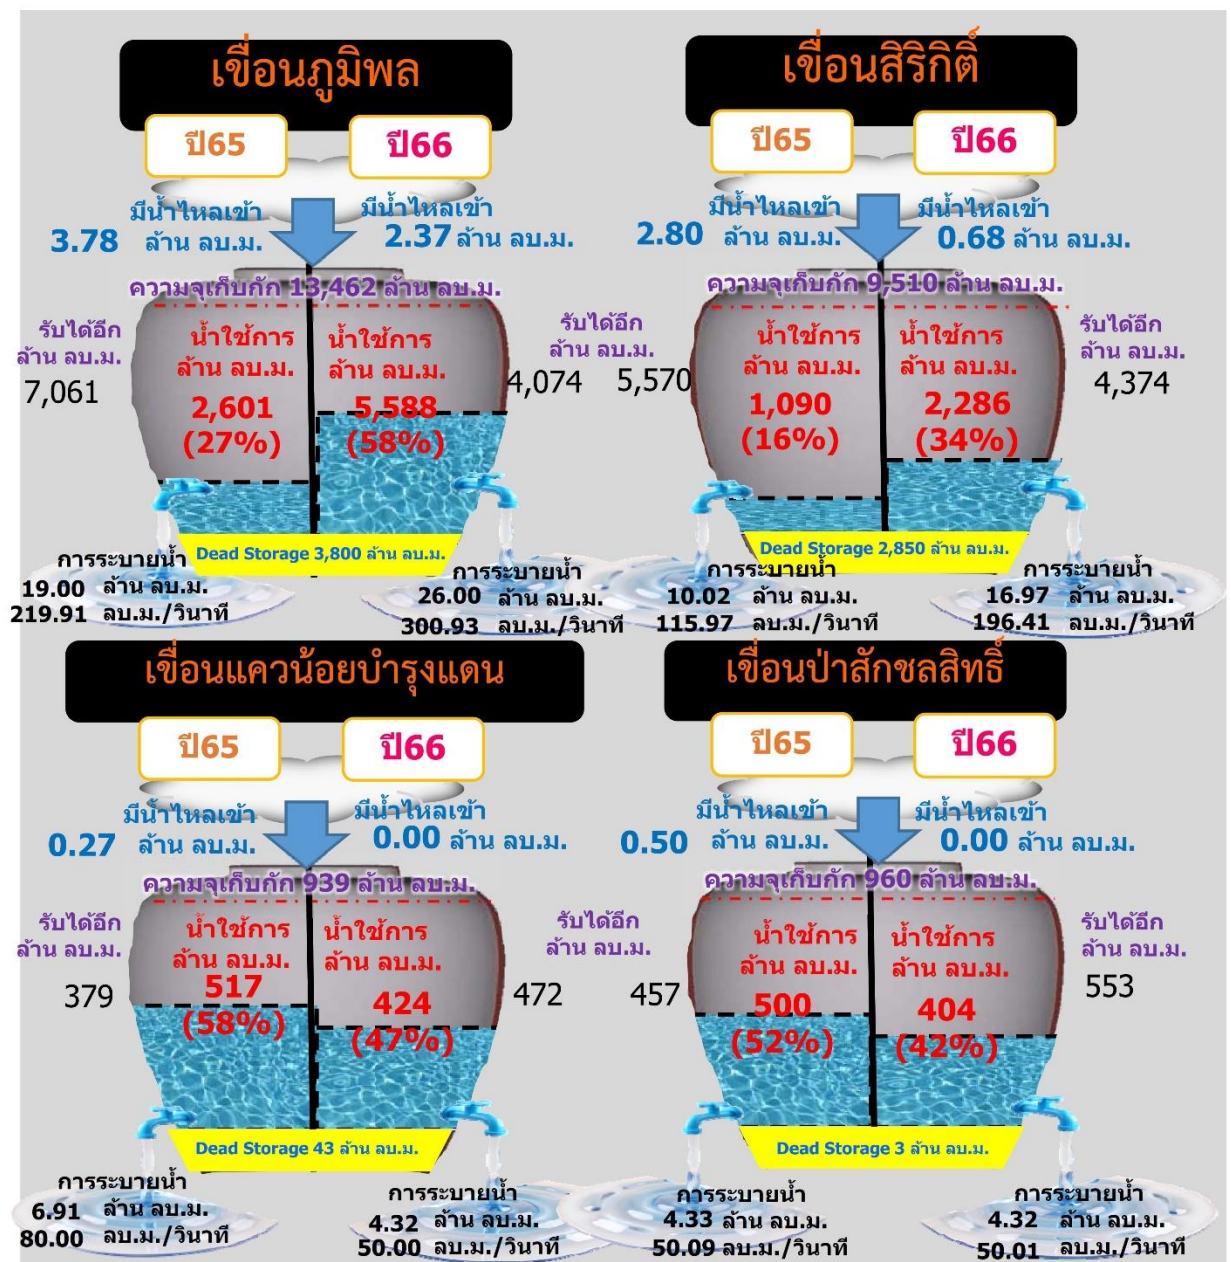 เขื่อนภูมิพล
ปี65
ปี66
มีน้ำไหลเข้า
3.78 ล้าน ลบ.ม.
มีน้ำไหลเข้า
2.37 ล้าน ลบ.ม.
ความจุเก็บกัก 13,462 ล้าน ลบ.ม.
รับได้อีก
ล้าน ลบ.ม.
7,061
น้ำใช้การ
ล้าน ลบ.ม.
2,601
(27%)
น้ำใช้การ
ล้าน ลบ.ม.
5,588
(58%)
รับได้อีก
ล้าน ลบ.ม.
4,074
Dead Storage 3,800 ล้าน ลบ.ม.
การระบายน้ำ
19.00 ล้าน ลบ.ม.
219.91 ลบ.ม./วินาที
การระบายน้ำ
26.00 ล้าน ลบ.ม.
300.93 ลบ.ม./วินาที
เขื่อนสิริกิติ์
ปี65
ปี66
มีน้ำไหลเข้า
2.80 ล้าน ลบ.ม.
มีน้ำไหลเข้า
0.68 ล้าน ลบ.ม.
ความจุเก็บกัก 9,510 ล้าน ลบ.ม.
5,570
น้ำใช้การ
ล้าน ลบ.ม.
1,090
(16%)
น้ำใช้การ
ล้าน ลบ.ม.
2,286
(34%)
รับได้อีก
ล้าน ลบ.ม.
4,374
Dead Storage 2,850 ล้าน ลบ.ม.
การระบายน้ำ
10.02 ล้าน ลบ.ม.
115.97 ลบ.ม./วินาที
การระบายน้ำ
16.97 ล้าน ลบ.ม.
196.41 ลบ.ม./วินาที
เขื่อนแควน้อยบำรุงแดน
ปี65
ปี66
มีน้ำไหลเข้า
0.27 ล้าน ลบ.ม.
มีน้ำไหลเข้า
0.00 ล้าน ลบ.ม.
ความจุเก็บกัก 939 ล้าน ลบ.ม.
รับได้อีก
ล้าน ลบ.ม.
379
น้ำใช้การ
ล้าน ลบ.ม.
517
(58%)
น้ำใช้การ
ล้าน ลบ.ม.
424
(47%)
รับได้อีก
ล้าน ลบ.ม.
472
Dead Storage 43 ล้าน ลบ.ม.
การระบายน้ำ
6.91 ล้าน ลบ.ม.
80.00 ลบ.ม./วินาที
การระบายน้ำ
4.32 ล้าน ลบ.ม.
50.00 ลบ.ม./วินาที
เขื่อนป่าสักชลสิทธิ์
ปี65
ปี66
มีน้ำไหลเข้า
0.50 ล้าน ลบ.ม.
มีน้ำไหลเข้า
0.00 ล้าน ลบ.ม.
ความจุเก็บกัก 960 ล้าน ลบ.ม.
457
น้ำใช้การ
ล้าน ลบ.ม.
500
(52%)
น้ำใช้การ
ล้าน ลบ.ม.
404
(42%)
รับได้อีก
ล้าน ลบ.ม.
553
Dead Storage 3 ล้าน ลบ.ม.
การระบายน้ำ
4.33 ล้าน ลบ.ม.
50.09 ลบ.ม./วินาที
การระบายน้ำ
4.32 ล้าน ลบ.ม.
50.01 ลบ.ม./วินาที